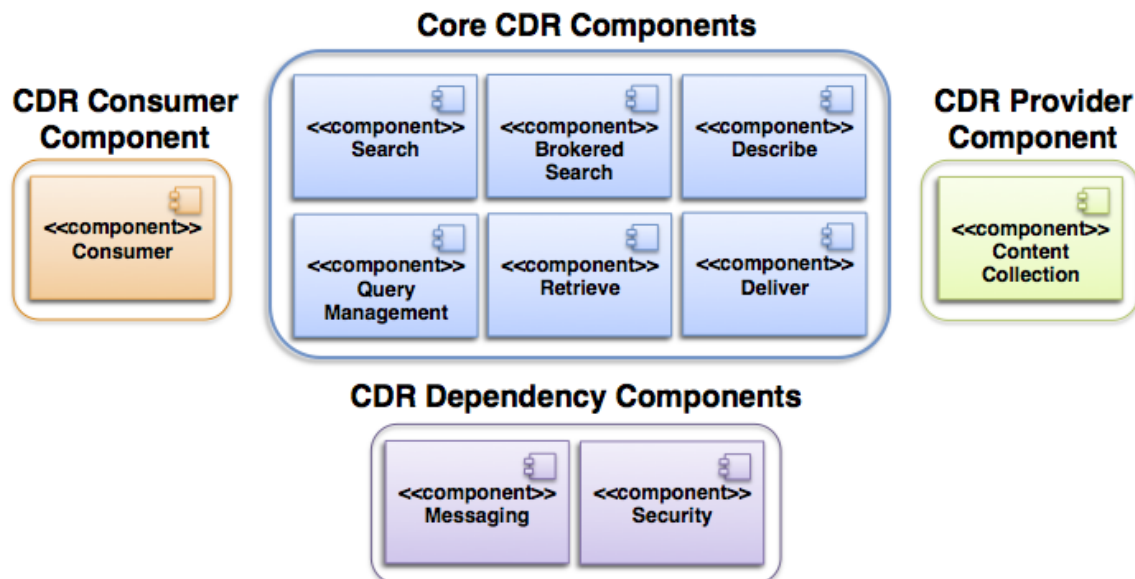 Core CDR Components
CDR Consumer
Component
<<component>>
Consumer
<<component>>
Search
<<component>>
Brokered
Search
<<component>>
Describe
<<component>>
Query
Management
<<component>>
Retrieve
<<component>>
Deliver
CDR Provider
Component
<<component>>
Content
Collection
CDR Dependency Components
<<component>>
Messaging
<<component>>
Security